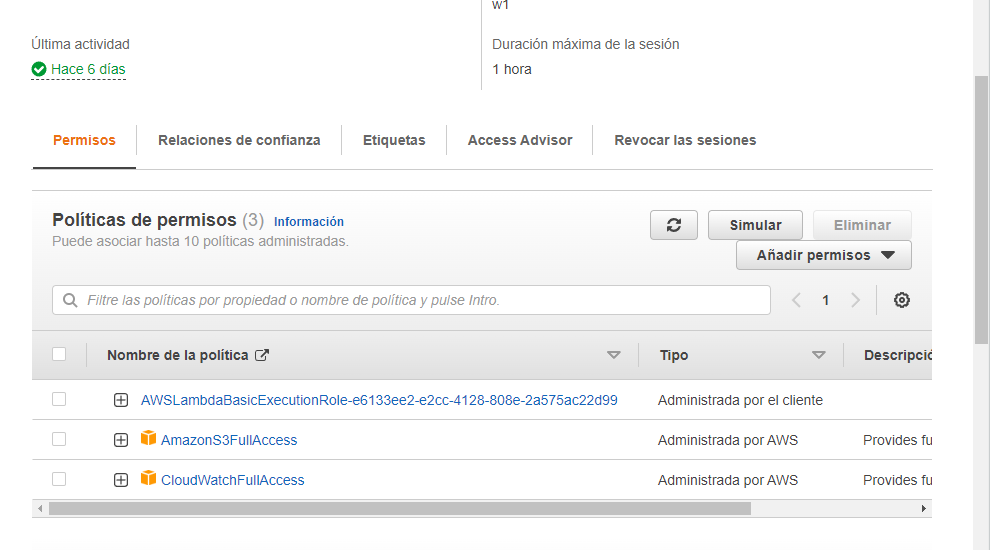 w1
Última actividad
Duración máxima de la sesión
Hace 6 días
1 hora
Permisos
Relaciones de confianza
Etiquetas
Access Advisor
Revocar las sesiones
Políticas de permisos (3) Información
Puede asociar hasta 10 políticas administradas.
Simular
Eliminar
Añadir permisos
Filtre las políticas por propiedad o nombre de política y pulse Intro.
1
Nombre de la política
Tipo
Descripció
AWSLambdaBasicExecutionRole-e6133ee2-e2cc-4128-808e-2a575ac22d99
Administrada por el cliente
AmazonS3FullAccess
Administrada por AWS
Provides fu
CloudWatchFullAccess
Administrada por AWS
Provides fu